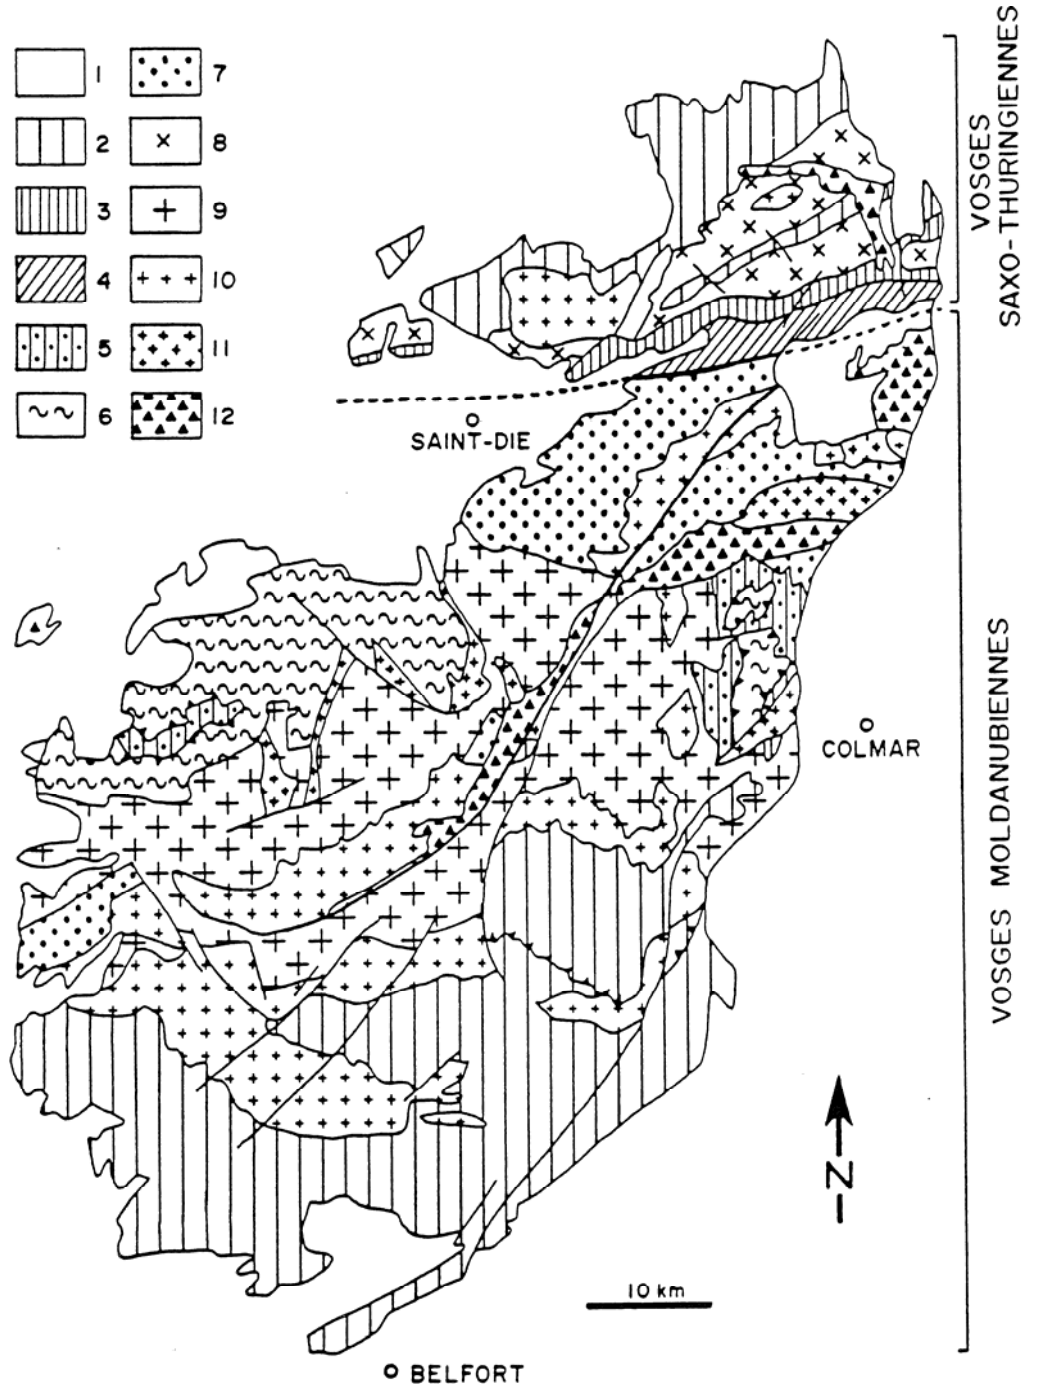 1
7
2
8
3
9
4
10
5
11
6
12
VOSGES
SAXO-THURINGIENNES
SAINT-DIE
COLMAR
VOSGES MOLDANUBIENNES
N
10 km
BELFORT